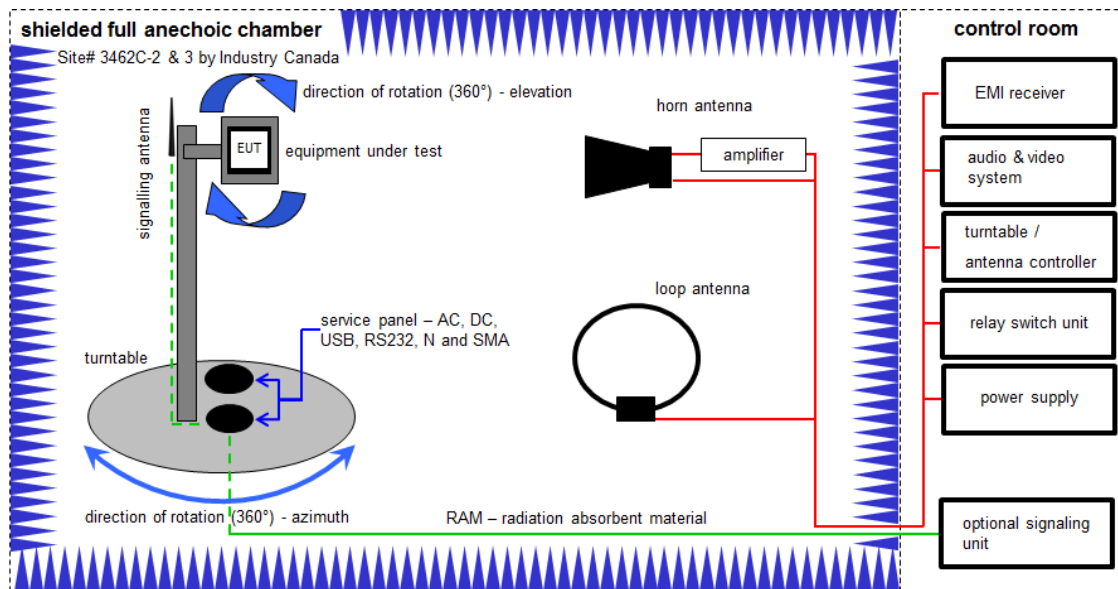 shielded full anechoic chamber
Site# 3462C-2 & 3 by Industry Canada
direction of rotation (360°) - elevation
signalling antenna
EUT
equipment under test
horn antenna
amplifier
loop antenna
service panel – AC, DC,
USB, RS232, N and SMA
turntable
direction of rotation (360°) - azimuth
RAM – radiation absorbent material
control room
EMI receiver
audio & video
system
turntable /
antenna controller
relay switch unit
power supply
optional signaling
unit